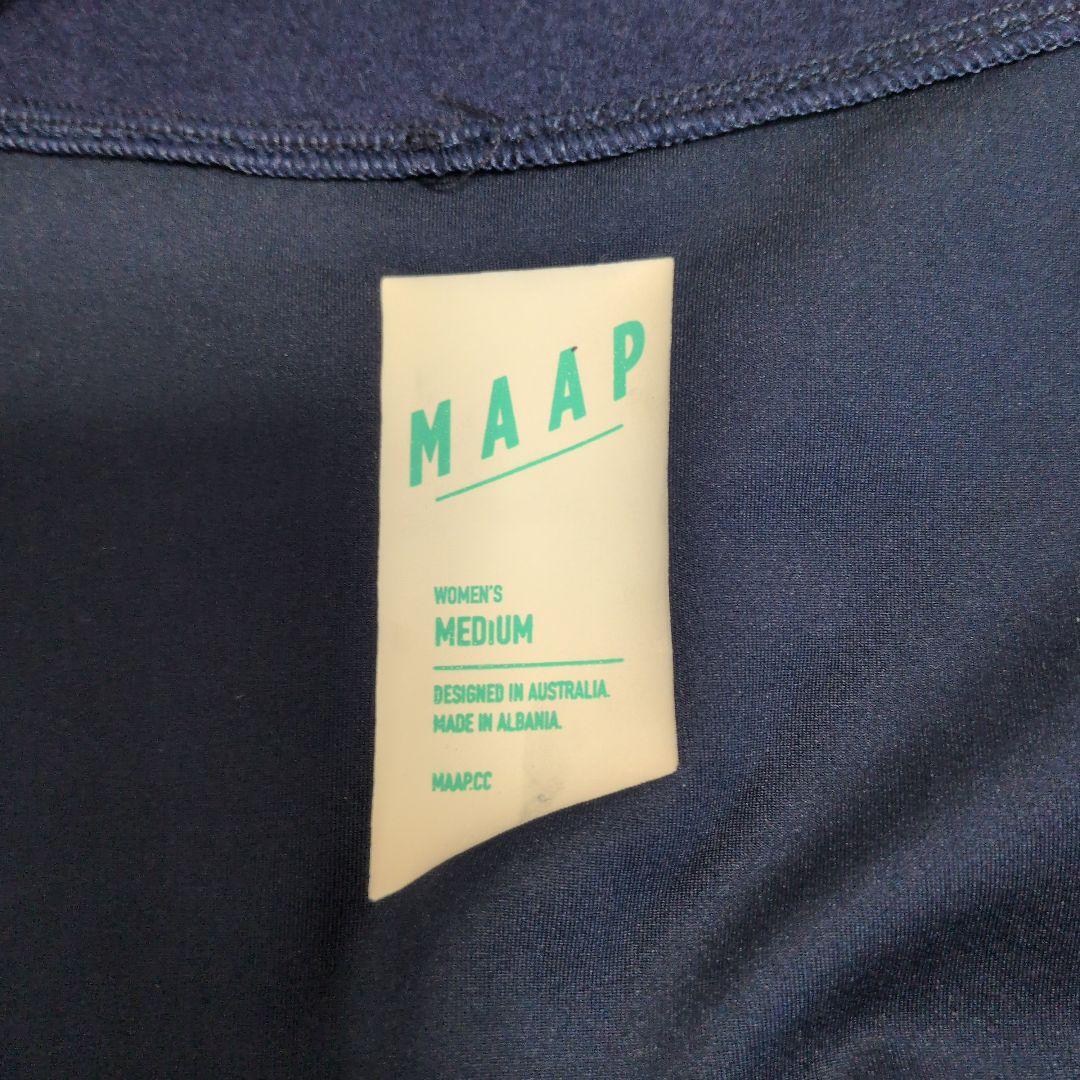 MAAP
WOMEN'S
MEDIUM
DESIGNED IN AUSTRALIA.
MADE IN ALBANIA.
MAAP.CC